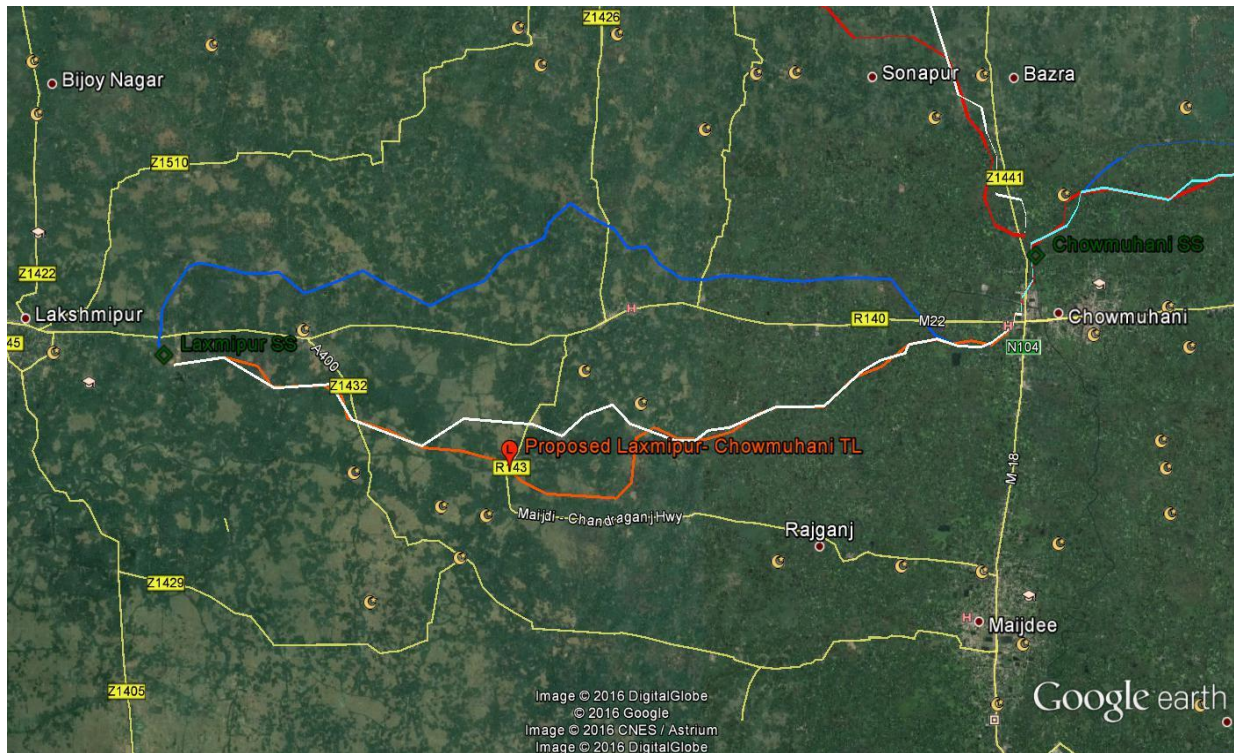 Z1426
Bijoy Nagar
Sonapur
Bazra
Z1510
Z1441
Chowmuhani SS
Z1422
Lakshmipur
R140
M22
Chowmuhani
45
Laxmipur SS
A400
N104
Z1432
Proposed Laxmipur- Chowmuhani TL
R143
M-18
Maijdi - Chandraganj Hwy
Rajganj
Z1429
Maijdee
Z1405
Image © 2016 DigitalGlobe
© 2016 Google
Image © 2016 CNES / Astrium
Image © 2016 DigitalGlobe
Google earth